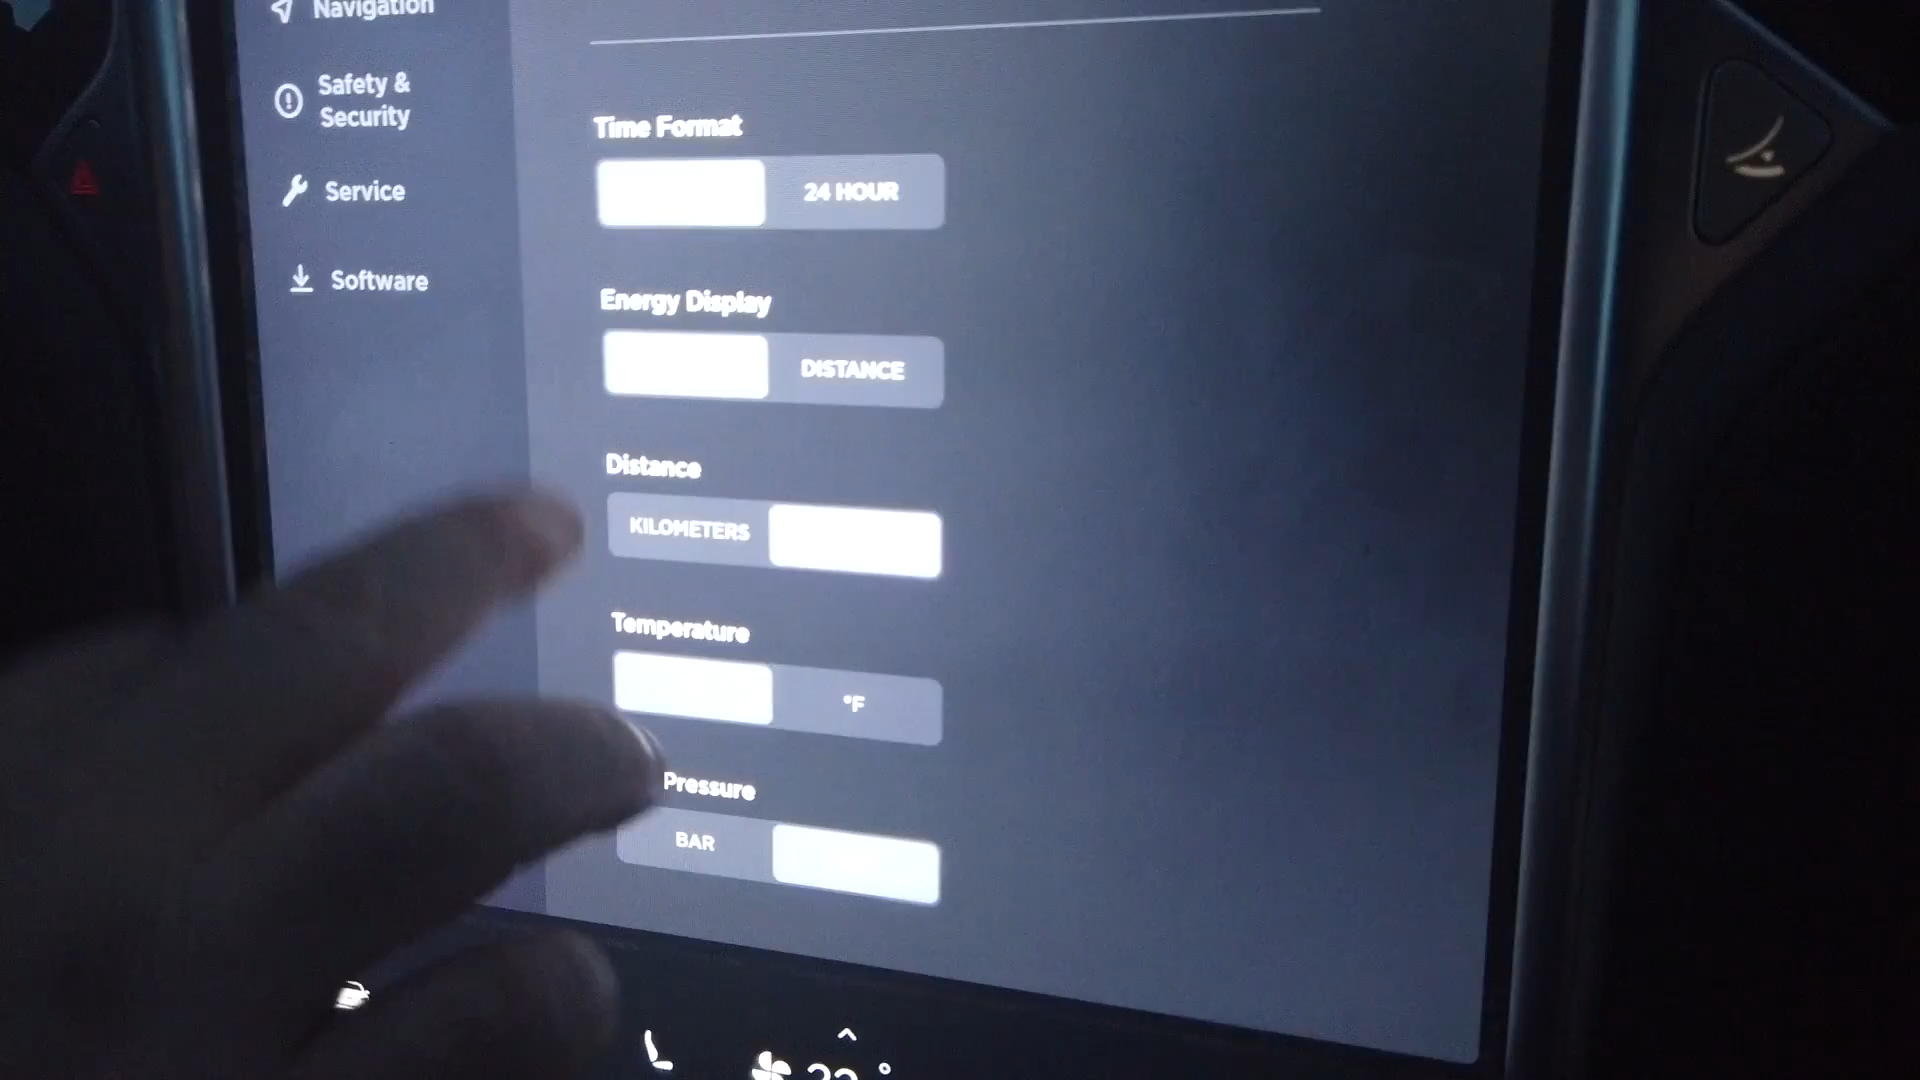 Navigation
Safety &
Security
Service
Software
Time Format
24 HOUR
Energy Display
DISTANCE
Distance
KILOMETERS
Temperature
°F
Pressure
BAR